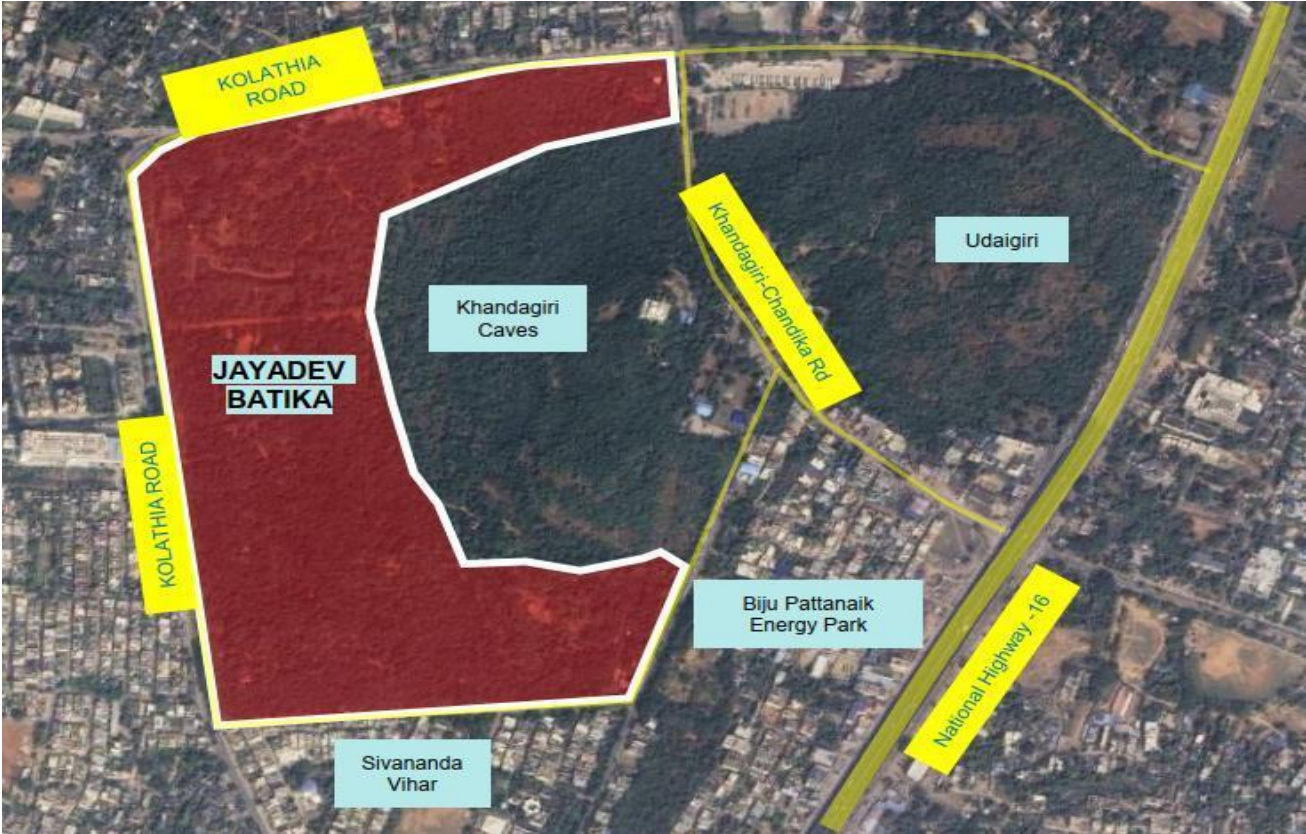 KOLATHIA
ROAD
Khandagiri-Chandika Rd
Udaigiri
Khandagiri
Caves
JAYADEV
BATIKA
KOLATHIA ROAD
Biju Pattanaik
Energy Park
National Highway -16
Sivananda
Vihar